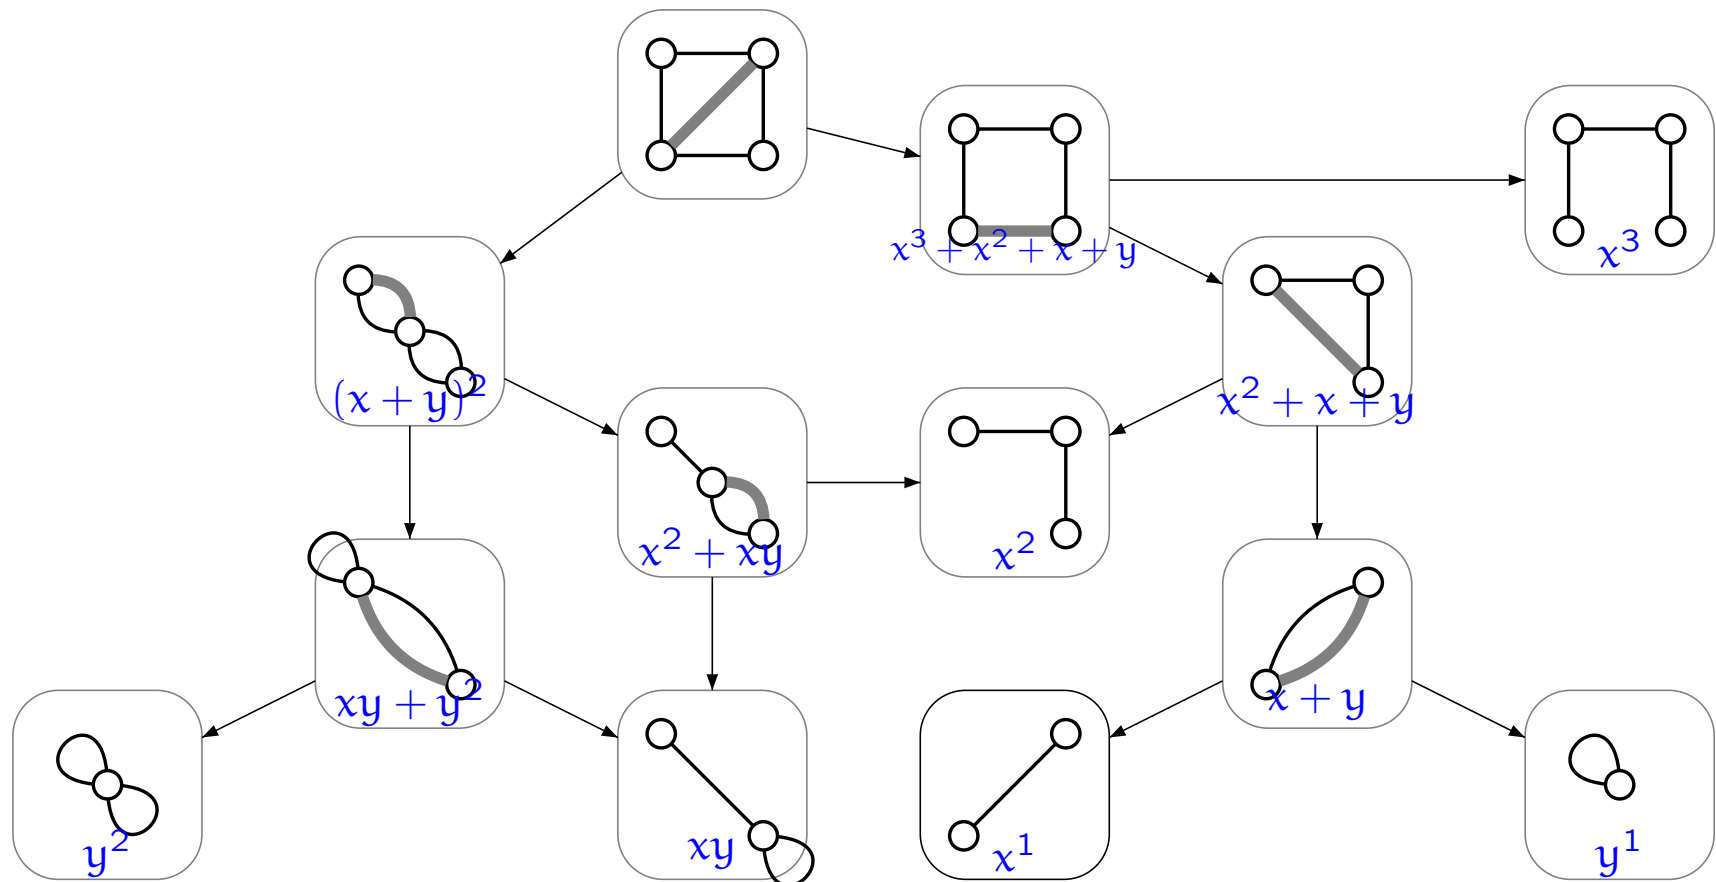 x³ + x² + x + y
x³
(x + y)²
x² + x + y
x² + xy
x²
xy + y²
x + y
y²
xy
x¹
y¹